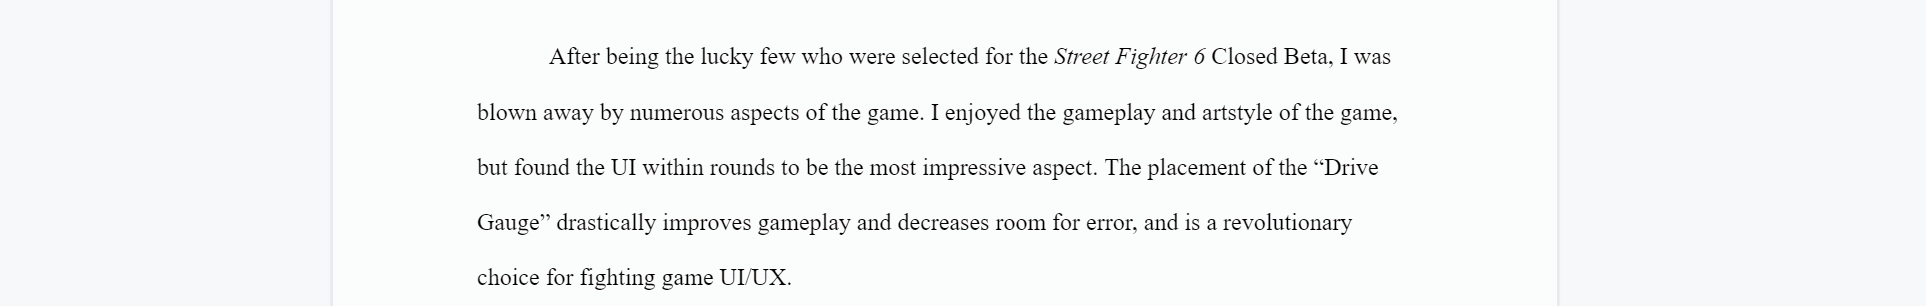 After being the lucky few who were selected for the Street Fighter 6 Closed Beta, I was
blown away by numerous aspects of the game. I enjoyed the gameplay and artstyle of the game,
but found the UI within rounds to be the most impressive aspect. The placement of the “Drive
Gauge” drastically improves gameplay and decreases room for error, and is a revolutionary
choice for fighting game UI/UX.